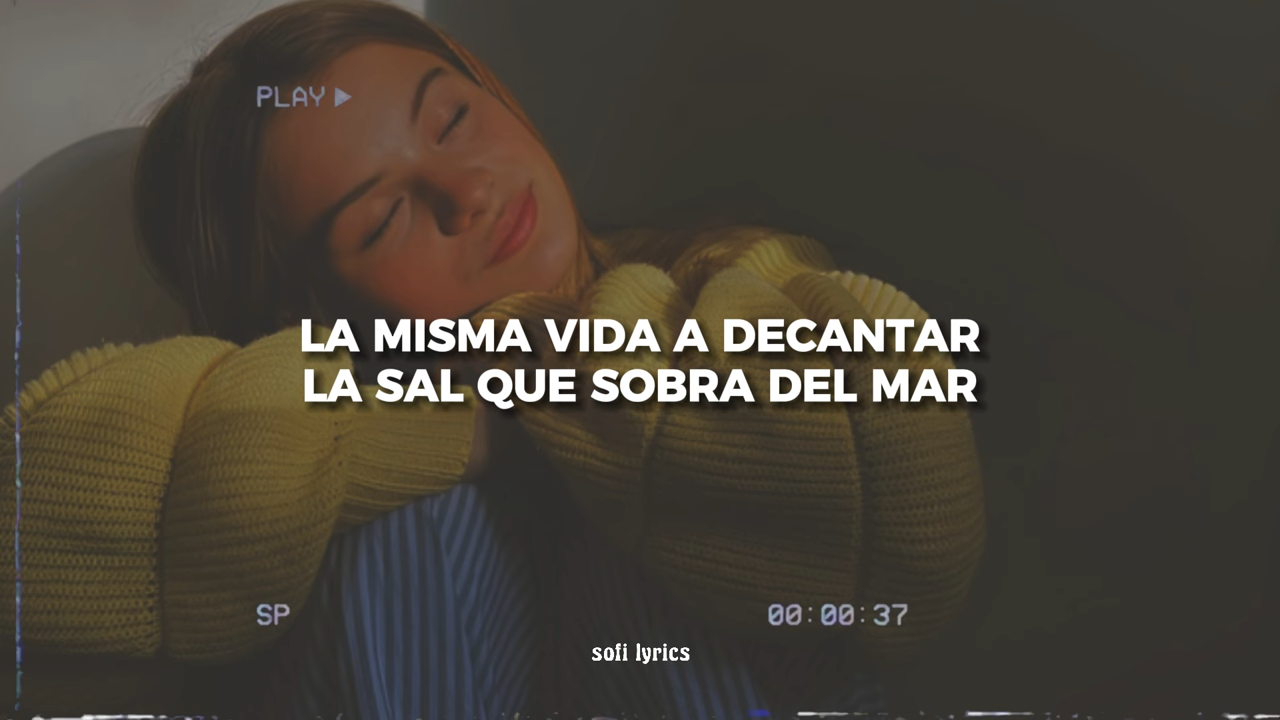 PLAY
LA MISMA VIDA A DECANTAR
LA SAL QUE SOBRA DEL MAR
SP
00:00:37
sofi lyrics